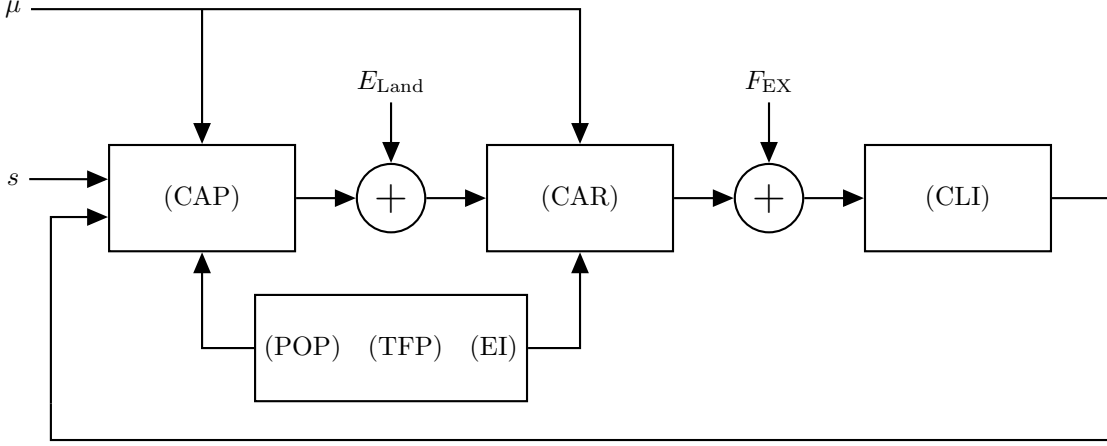 μ
E_Land
F_EX
s
(CAP)
+
(CAR)
+
(CLI)
(POP) (TFP) (EI)